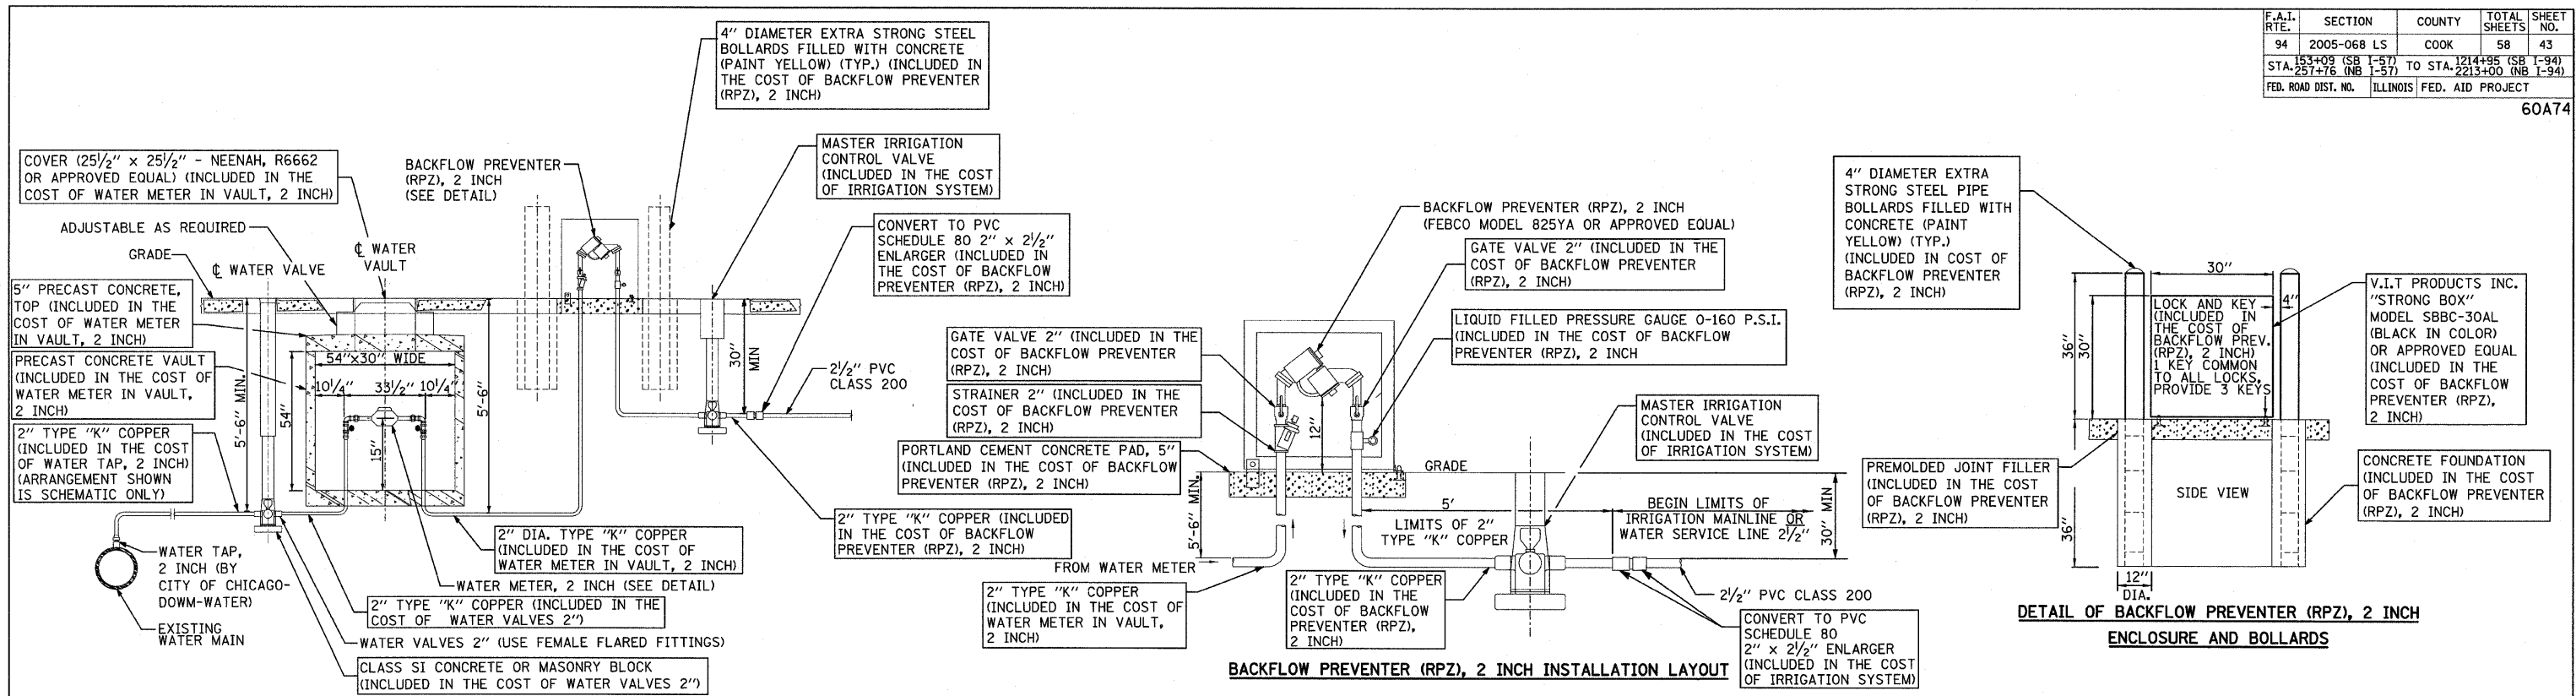 F.A.I. RTE. SECTION COUNTY TOTAL SHEETS SHEET NO.
94 2005-068 LS COOK 58 43
STA. 153+09 (SB I-57) TO STA. 1214+95 (SB I-94)
257+76 (NB I-57) 2213+00 (NB I-94)
FED. ROAD DIST. NO. ILLINOIS FED. AID PROJECT
60A74
4" DIAMETER EXTRA STRONG STEEL
BOLLARDS FILLED WITH CONCRETE
(PAINT YELLOW) (TYP.) (INCLUDED IN
THE COST OF BACKFLOW PREVENTER
(RPZ), 2 INCH)
COVER (25 1/2" x 25 1/2" - NEENAH, R6662
OR APPROVED EQUAL) (INCLUDED IN THE
COST OF WATER METER IN VAULT, 2 INCH)
BACKFLOW PREVENTER
(RPZ), 2 INCH
(SEE DETAIL)
MASTER IRRIGATION
CONTROL VALVE
(INCLUDED IN THE COST
OF IRRIGATION SYSTEM)
ADJUSTABLE AS REQUIRED
GRADE
℄ WATER VALVE
℄ WATER
VAULT
CONVERT TO PVC
SCHEDULE 80 2" x 2 1/2"
ENLARGER (INCLUDED IN
THE COST OF BACKFLOW
PREVENTER (RPZ), 2 INCH)
5" PRECAST CONCRETE,
TOP (INCLUDED IN THE
COST OF WATER METER
IN VAULT, 2 INCH)
PRECAST CONCRETE VAULT
(INCLUDED IN THE COST OF
WATER METER IN VAULT,
2 INCH)
2" TYPE "K" COPPER
(INCLUDED IN THE COST
OF WATER TAP, 2 INCH)
(ARRANGEMENT SHOWN
IS SCHEMATIC ONLY)
5'-6" MIN.
54"
54"x30" WIDE
10 1/4" 33 1/2" 10 1/4"
15"
5'-6"
30"
MIN
2 1/2" PVC
CLASS 200
WATER TAP,
2 INCH (BY
CITY OF CHICAGO-
DOWM-WATER)
EXISTING
WATER MAIN
2" DIA. TYPE "K" COPPER
(INCLUDED IN THE COST OF
WATER METER IN VAULT, 2 INCH)
WATER METER, 2 INCH (SEE DETAIL)
2" TYPE "K" COPPER (INCLUDED IN THE
COST OF WATER VALVES 2")
WATER VALVES 2" (USE FEMALE FLARED FITTINGS)
CLASS SI CONCRETE OR MASONRY BLOCK
(INCLUDED IN THE COST OF WATER VALVES 2")
2" TYPE "K" COPPER (INCLUDED
IN THE COST OF BACKFLOW
PREVENTER (RPZ), 2 INCH)
BACKFLOW PREVENTER (RPZ), 2 INCH
(FEBCO MODEL 825YA OR APPROVED EQUAL)
GATE VALVE 2" (INCLUDED IN THE
COST OF BACKFLOW PREVENTER
(RPZ), 2 INCH)
LIQUID FILLED PRESSURE GAUGE 0-160 P.S.I.
(INCLUDED IN THE COST OF BACKFLOW
PREVENTER (RPZ), 2 INCH
GATE VALVE 2" (INCLUDED IN THE
COST OF BACKFLOW PREVENTER
(RPZ), 2 INCH)
STRAINER 2" (INCLUDED IN THE
COST OF BACKFLOW PREVENTER
(RPZ), 2 INCH)
PORTLAND CEMENT CONCRETE PAD, 5"
(INCLUDED IN THE COST OF BACKFLOW
PREVENTER (RPZ), 2 INCH)
12"
GRADE
MASTER IRRIGATION
CONTROL VALVE
(INCLUDED IN THE COST
OF IRRIGATION SYSTEM)
5'-6" MIN.
5'
LIMITS OF 2"
TYPE "K" COPPER
BEGIN LIMITS OF
IRRIGATION MAINLINE OR
WATER SERVICE LINE 2 1/2"
30" MIN
FROM WATER METER
2" TYPE "K" COPPER
(INCLUDED IN THE COST OF
WATER METER IN VAULT,
2 INCH)
2" TYPE "K" COPPER
(INCLUDED IN THE
COST OF BACKFLOW
PREVENTER (RPZ),
2 INCH)
2 1/2" PVC CLASS 200
CONVERT TO PVC
SCHEDULE 80
2" x 2 1/2" ENLARGER
(INCLUDED IN THE COST
OF IRRIGATION SYSTEM)
BACKFLOW PREVENTER (RPZ), 2 INCH INSTALLATION LAYOUT
4" DIAMETER EXTRA
STRONG STEEL PIPE
BOLLARDS FILLED WITH
CONCRETE (PAINT
YELLOW) (TYP.)
(INCLUDED IN COST OF
BACKFLOW PREVENTER
(RPZ), 2 INCH)
30"
4"
36"
30"
LOCK AND KEY
(INCLUDED IN
THE COST OF
BACKFLOW PREV.
(RPZ), 2 INCH)
1 KEY COMMON
TO ALL LOCKS,
PROVIDE 3 KEYS
V.I.T PRODUCTS INC.
"STRONG BOX"
MODEL SBBC-30AL
(BLACK IN COLOR)
OR APPROVED EQUAL
(INCLUDED IN THE
COST OF BACKFLOW
PREVENTER (RPZ),
2 INCH)
PREMOLDED JOINT FILLER
(INCLUDED IN THE COST
OF BACKFLOW PREVENTER
(RPZ), 2 INCH)
SIDE VIEW
CONCRETE FOUNDATION
(INCLUDED IN THE COST
OF BACKFLOW PREVENTER
(RPZ), 2 INCH)
36"
12"
DIA.
DETAIL OF BACKFLOW PREVENTER (RPZ), 2 INCH
ENCLOSURE AND BOLLARDS